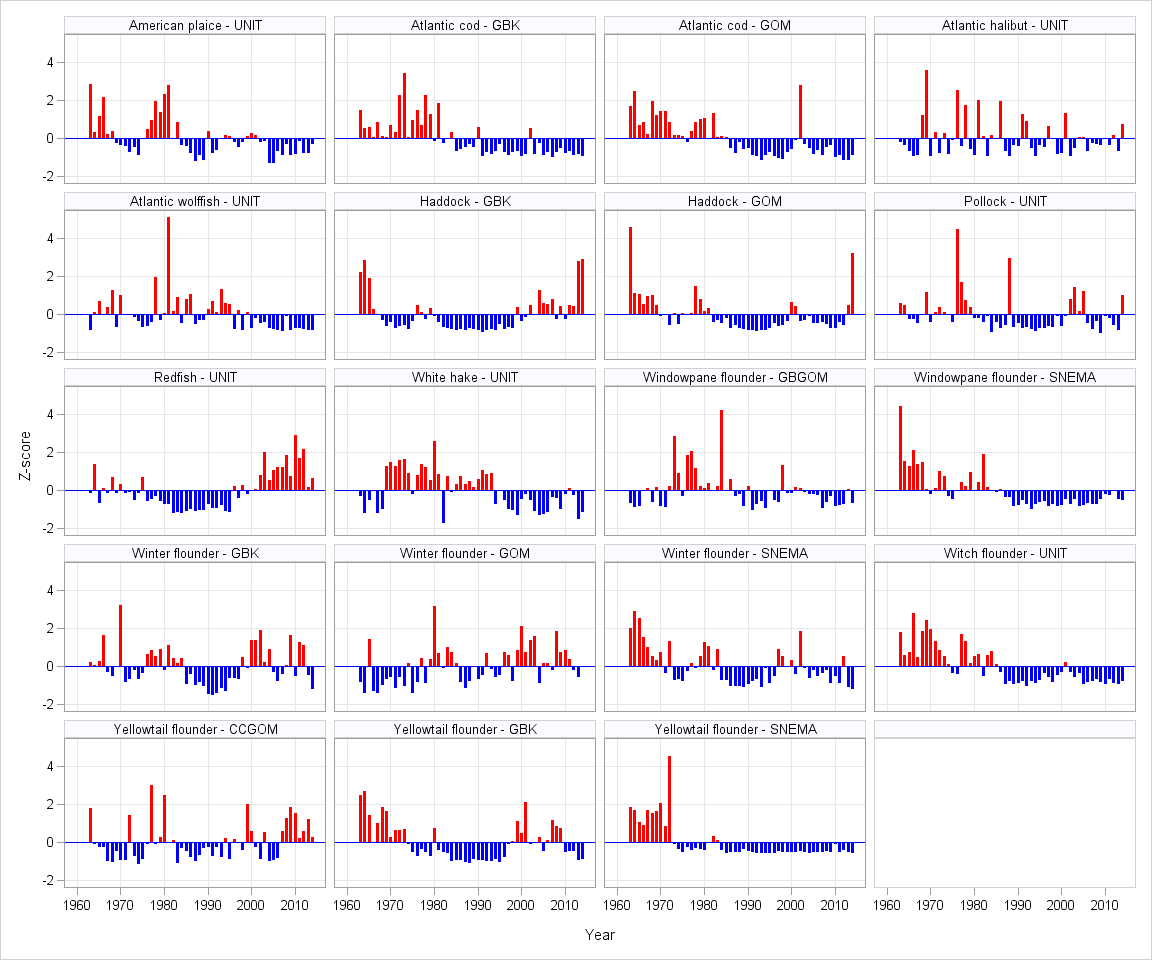 American plaice - UNIT
Atlantic cod - GBK
Atlantic cod - GOM
Atlantic halibut - UNIT
4
2
0
-2
Atlantic wolffish - UNIT
Haddock - GBK
Haddock - GOM
Pollock - UNIT
4
2
0
-2
Redfish - UNIT
White hake - UNIT
Windowpane flounder - GBGOM
Windowpane flounder - SNEMA
4
2
0
-2
Z-score
Winter flounder - GBK
Winter flounder - GOM
Winter flounder - SNEMA
Witch flounder - UNIT
4
2
0
-2
Yellowtail flounder - CCGOM
Yellowtail flounder - GBK
Yellowtail flounder - SNEMA
4
2
0
-2
1960 1970 1980 1990 2000 2010
1960 1970 1980 1990 2000 2010
1960 1970 1980 1990 2000 2010
1960 1970 1980 1990 2000 2010
Year